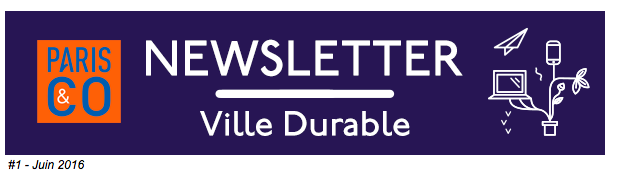 PARIS
&
CO
NEWSLETTER
Ville Durable
#1 - Juin 2016